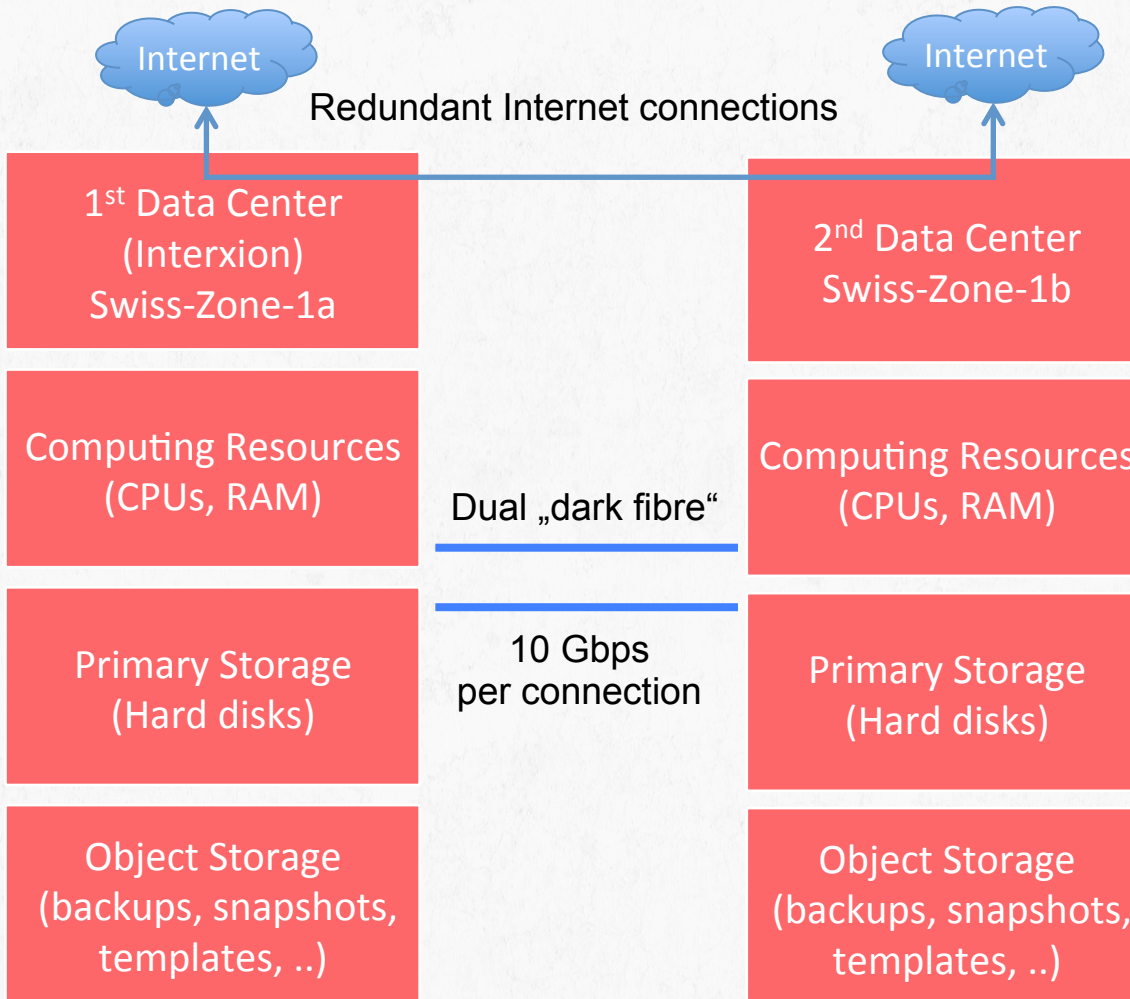 Internet
Internet
Redundant Internet connections
1st Data Center
(Interxion)
Swiss-Zone-1a
2nd Data Center
Swiss-Zone-1b
Computing Resources
(CPUs, RAM)
Dual „dark fibre“
Computing Resources
(CPUs, RAM)
Primary Storage
(Hard disks)
10 Gbps
per connection
Primary Storage
(Hard disks)
Object Storage
(backups, snapshots,
templates, ..)
Object Storage
(backups, snapshots,
templates, ..)